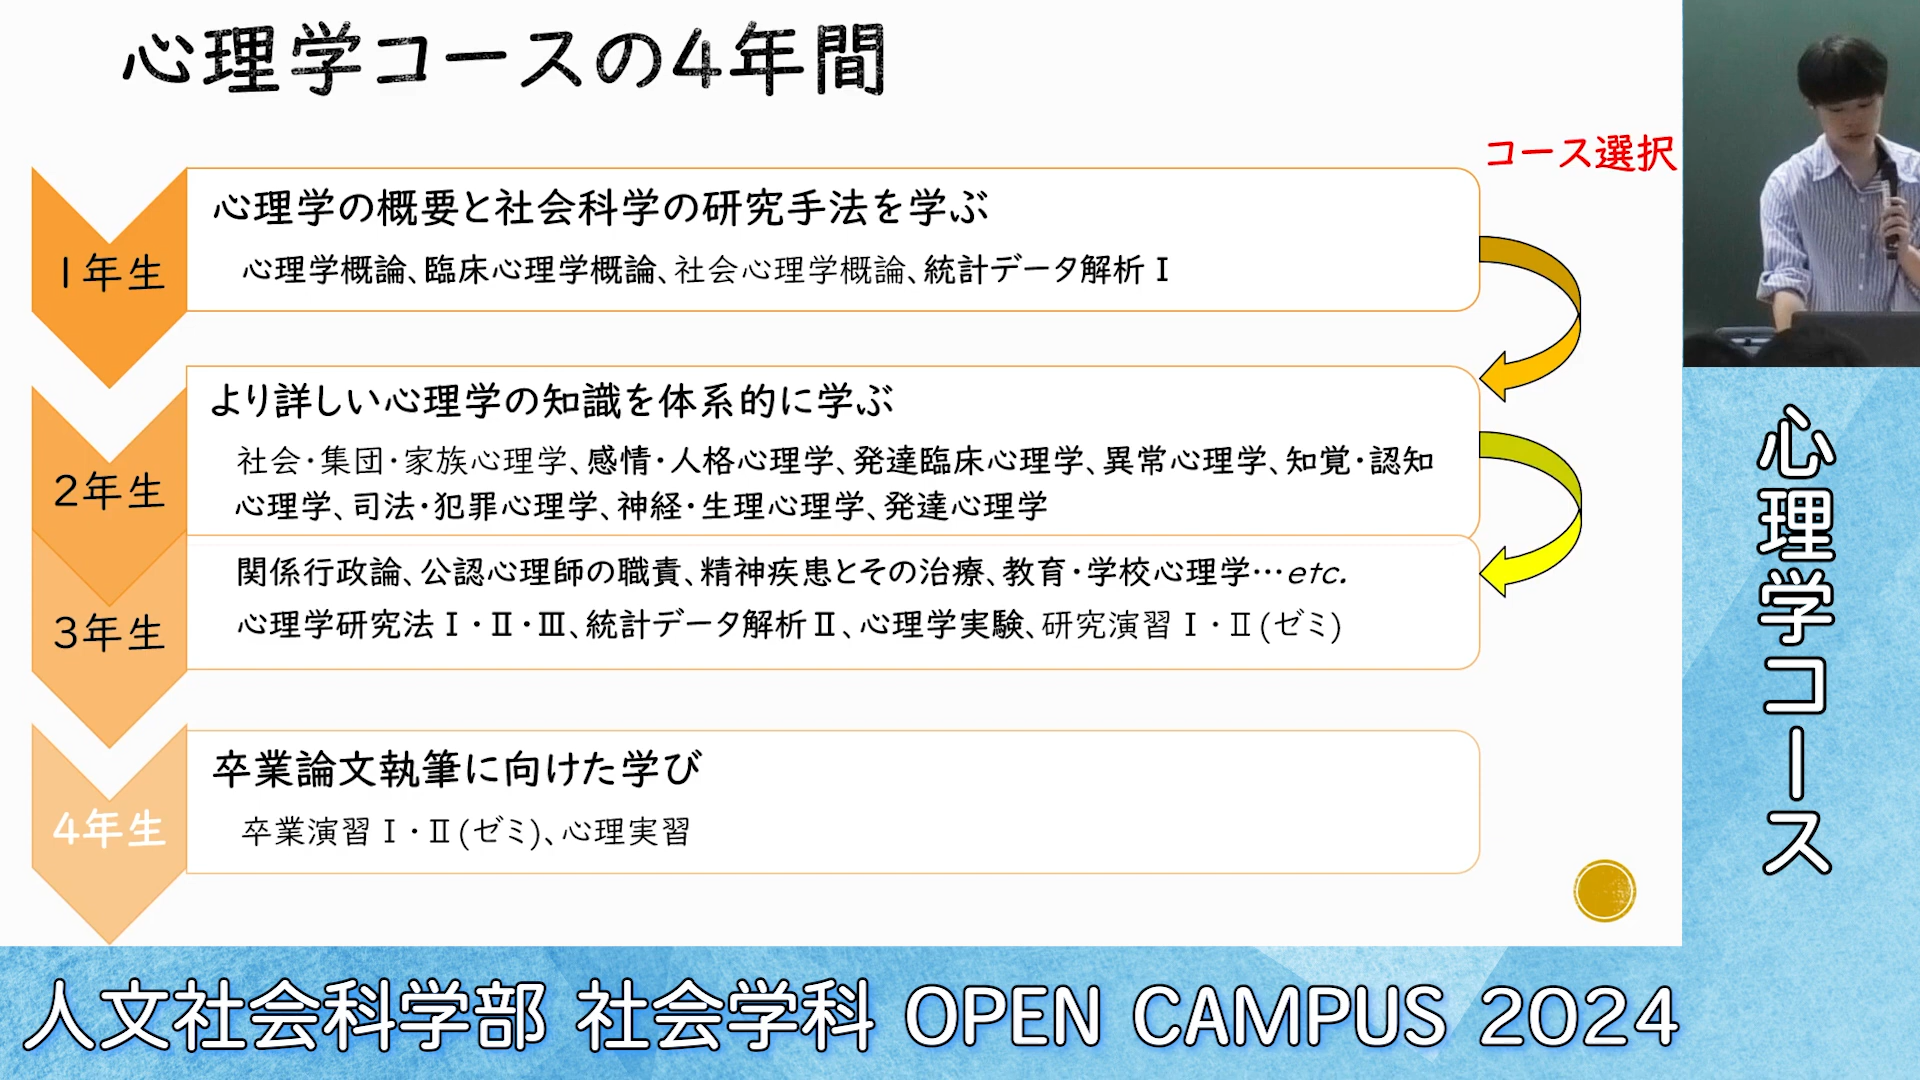 心理学コースの4年間
コース選択
1年生
心理学の概要と社会科学の研究手法を学ぶ
心理学概論、臨床心理学概論、社会心理学概論、統計データ解析Ⅰ
2年生
より詳しい心理学の知識を体系的に学ぶ
社会・集団・家族心理学、感情・人格心理学、発達臨床心理学、異常心理学、知覚・認知
心理学、司法・犯罪心理学、神経・生理心理学、発達心理学
3年生
関係行政論、公認心理師の職責、精神疾患とその治療、教育・学校心理学…etc.
心理学研究法Ⅰ・Ⅱ・Ⅲ、統計データ解析Ⅱ、心理学実験、研究演習Ⅰ・Ⅱ(ゼミ)
4年生
卒業論文執筆に向けた学び
卒業演習Ⅰ・Ⅱ(ゼミ)、心理実習
心理学コース
人文社会科学部 社会学科 OPEN CAMPUS 2024